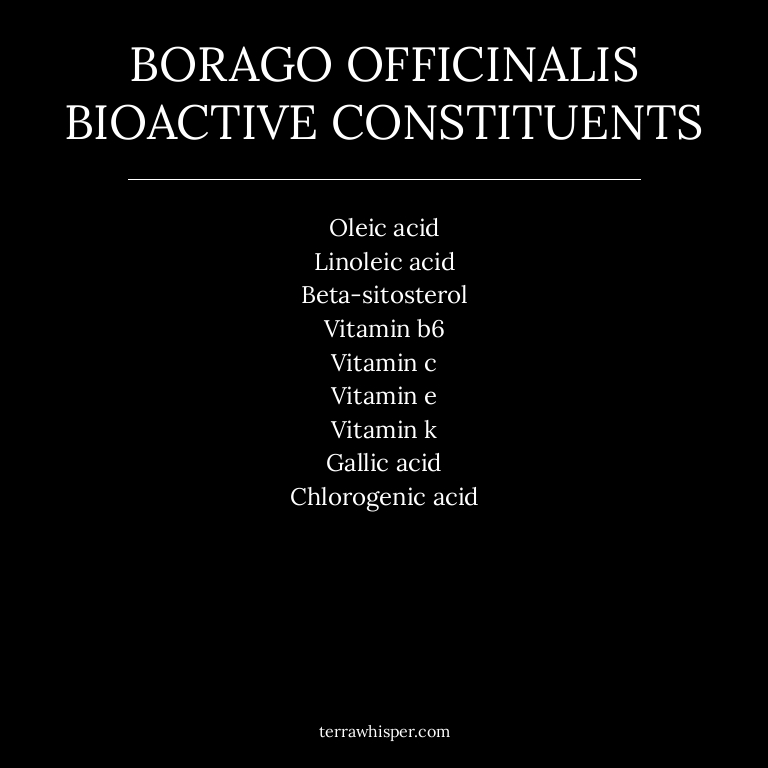 BORAGO OFFICINALIS
BIOACTIVE CONSTITUENTS
Oleic acid
Linoleic acid
Beta-sitosterol
Vitamin b6
Vitamin c
Vitamin e
Vitamin k
Gallic acid
Chlorogenic acid
terrawhisper.com